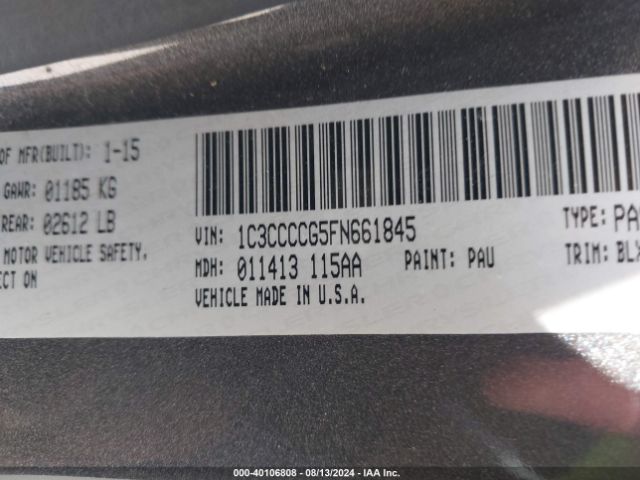 OF MFR(BUILT): 1-15
GAWR: 01185 KG
REAR: 02612 LB
MOTOR VEHICLE SAFETY.
ECT ON
VIN: 1C3CCCCG5FN661845
TYPE: PA
MDH: 011413 115AA PAINT: PAU
TRIM: BLX
VEHICLE MADE IN U.S.A.
000-40106808 - 08/13/2024 - IAA Inc.